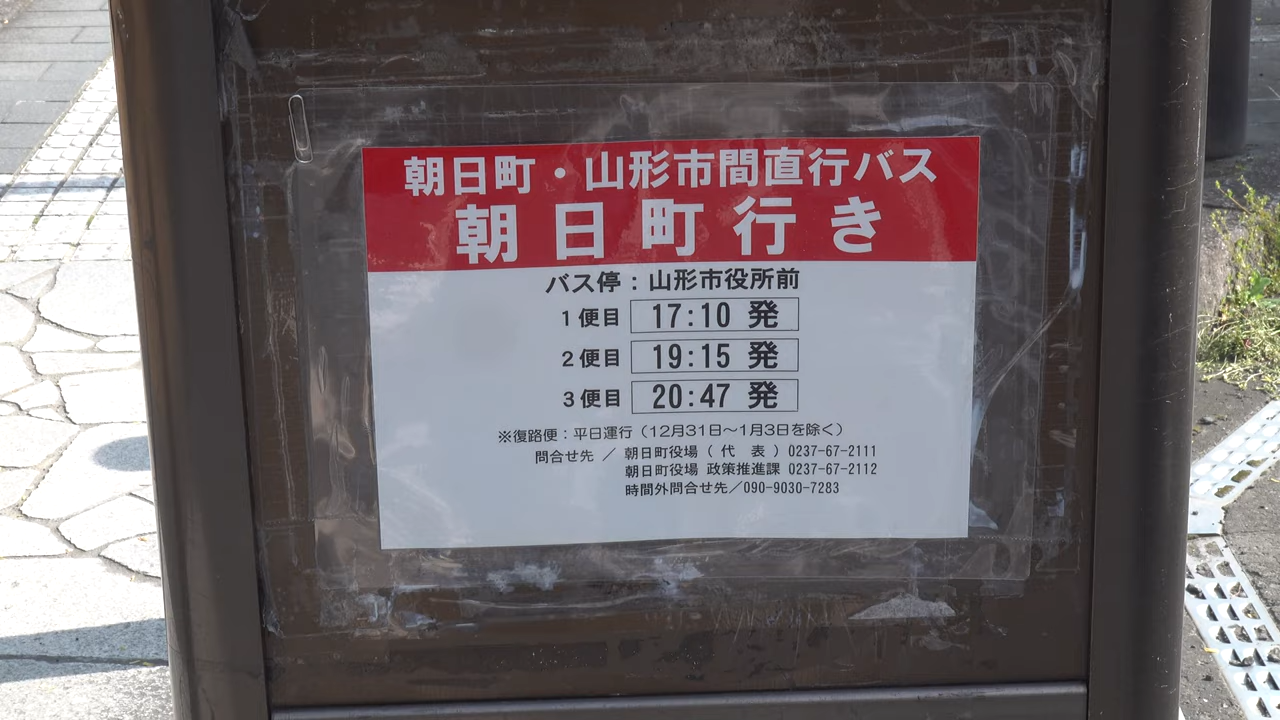 朝日町・山形市間直行バス
朝日町行き
バス停：山形市役所前
1便目 17:10 発
2便目 19:15 発
3便目 20:47 発
※復路便：平日運行（12月31日～1月3日を除く）
問合せ先 ／ 朝日町役場（ 代 表 ）0237-67-2111
朝日町役場 政策推進課 0237-67-2112
時間外問合せ先／090-9030-7283